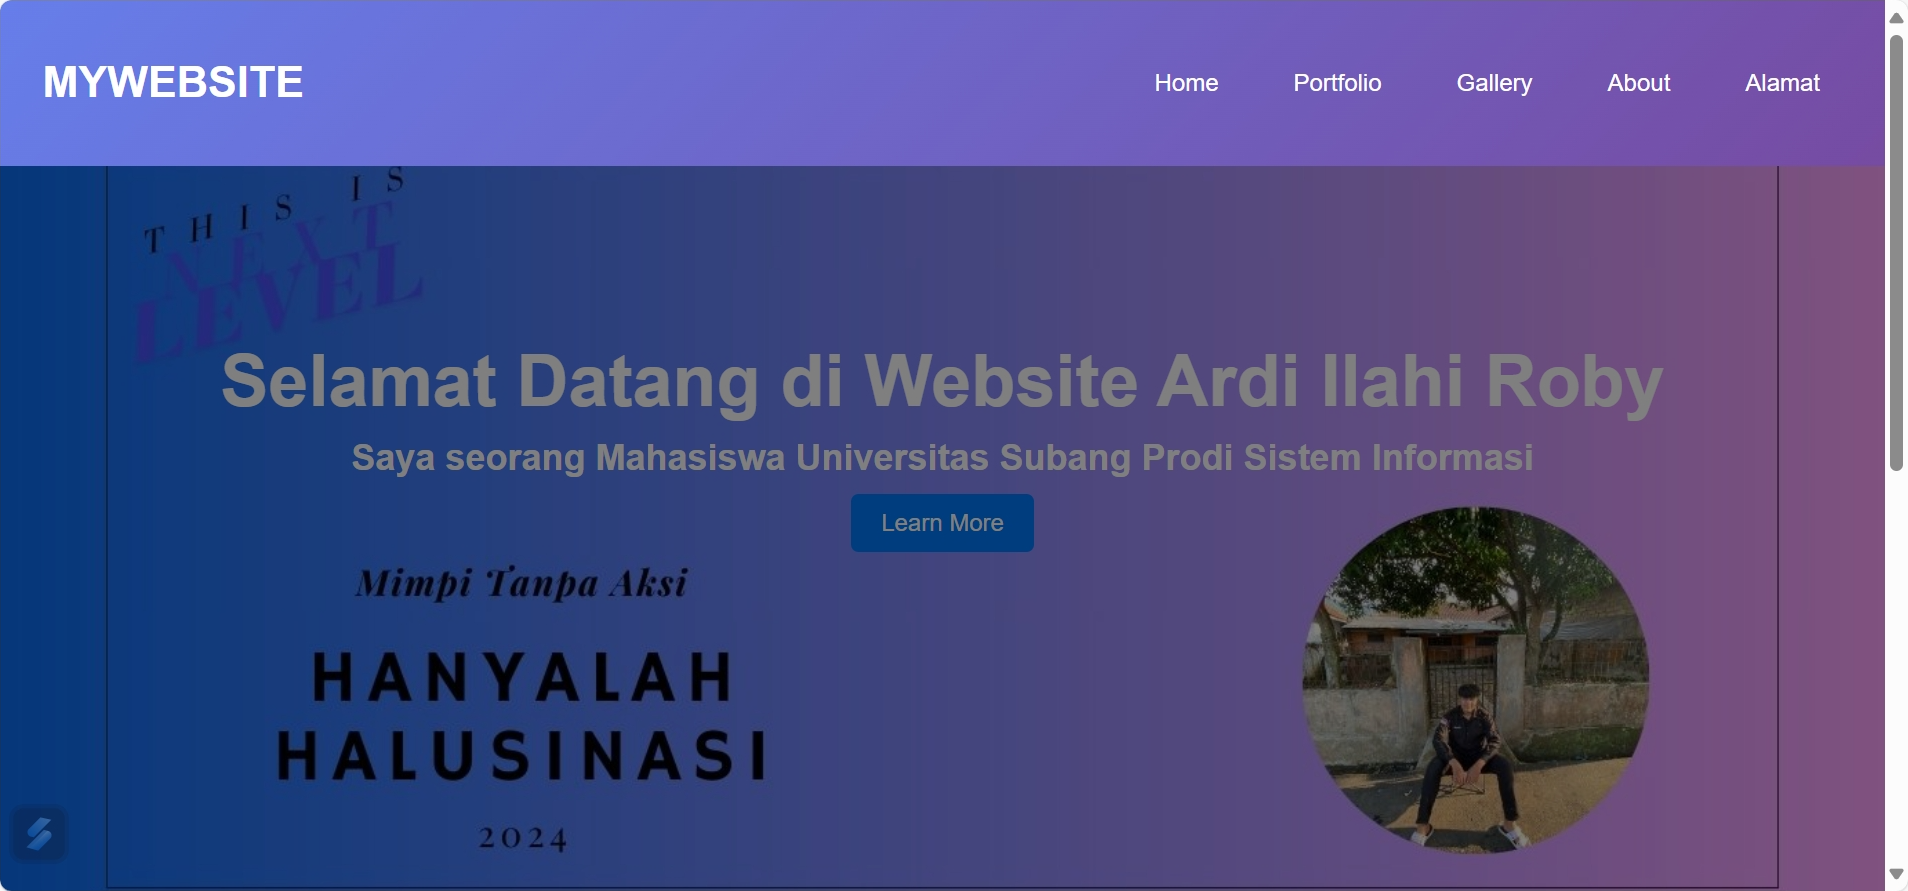 MYWEBSITE
Home Portfolio Gallery About Alamat
THIS IS
NEXT
LEVEL
Selamat Datang di Website Ardi Ilahi Roby
Saya seorang Mahasiswa Universitas Subang Prodi Sistem Informasi
Learn More
Mimpi Tanpa Aksi
HANYALAH
HALUSINASI
2024